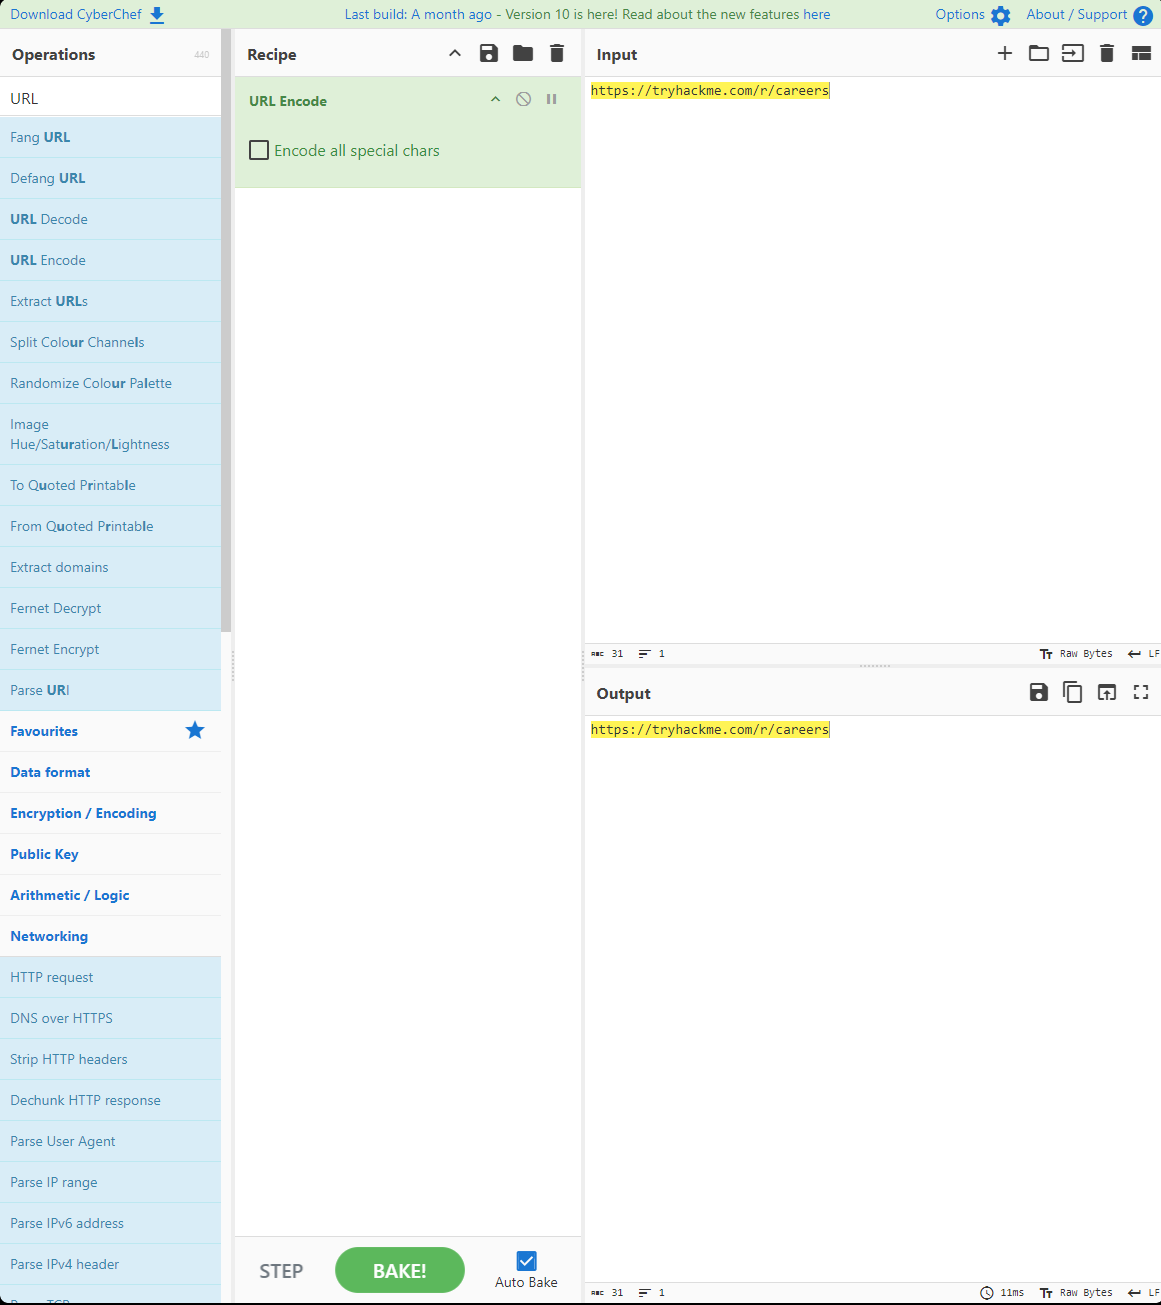 Download CyberChef
Last build: A month ago - Version 10 is here! Read about the new features here
Options
About / Support
Operations
440
URL
Fang URL
Defang URL
URL Decode
URL Encode
Extract URLs
Split Colour Channels
Randomize Colour Palette
Image
Hue/Saturation/Lightness
To Quoted Printable
From Quoted Printable
Extract domains
Fernet Decrypt
Fernet Encrypt
Parse URI
Favourites
Data format
Encryption / Encoding
Public Key
Arithmetic / Logic
Networking
HTTP request
DNS over HTTPS
Strip HTTP headers
Dechunk HTTP response
Parse User Agent
Parse IP range
Parse IPv6 address
Parse IPv4 header
Recipe
URL Encode
Encode all special chars
STEP
BAKE!
Auto Bake
Input
https://tryhackme.com/r/careers
ABC 31 1
Raw Bytes LF
Output
https://tryhackme.com/r/careers
ABC 31 1
11ms Raw Bytes LF